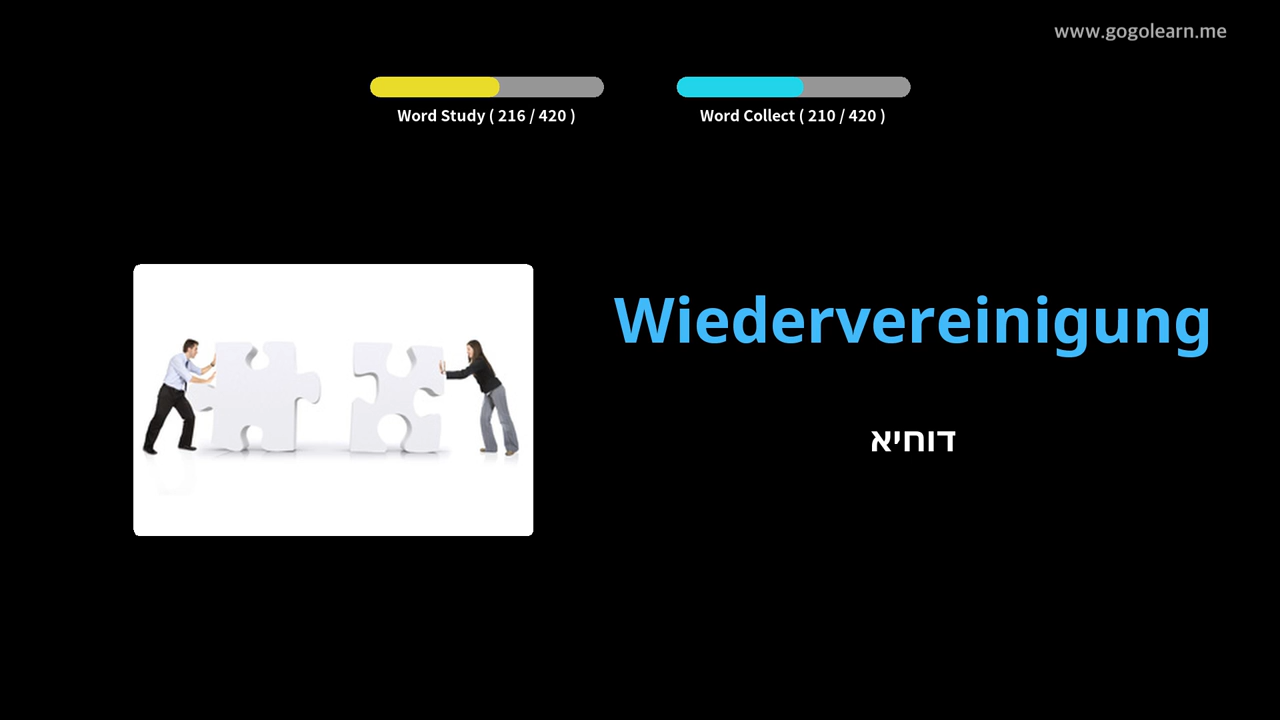 www.gogolearn.me
Word Study ( 216 / 420 )
Word Collect ( 210 / 420 )
Wiedervereinigung
דוחיא